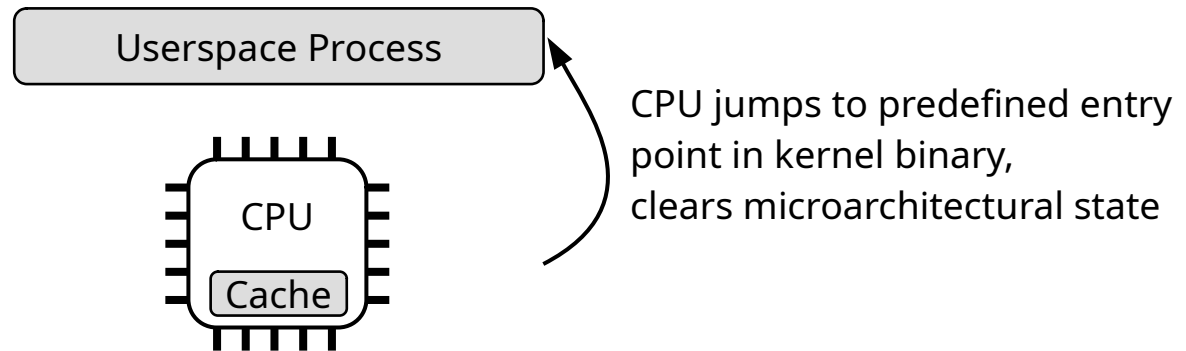 Userspace Process
CPU jumps to predefined entry
point in kernel binary,
clears microarchitectural state
CPU
Cache